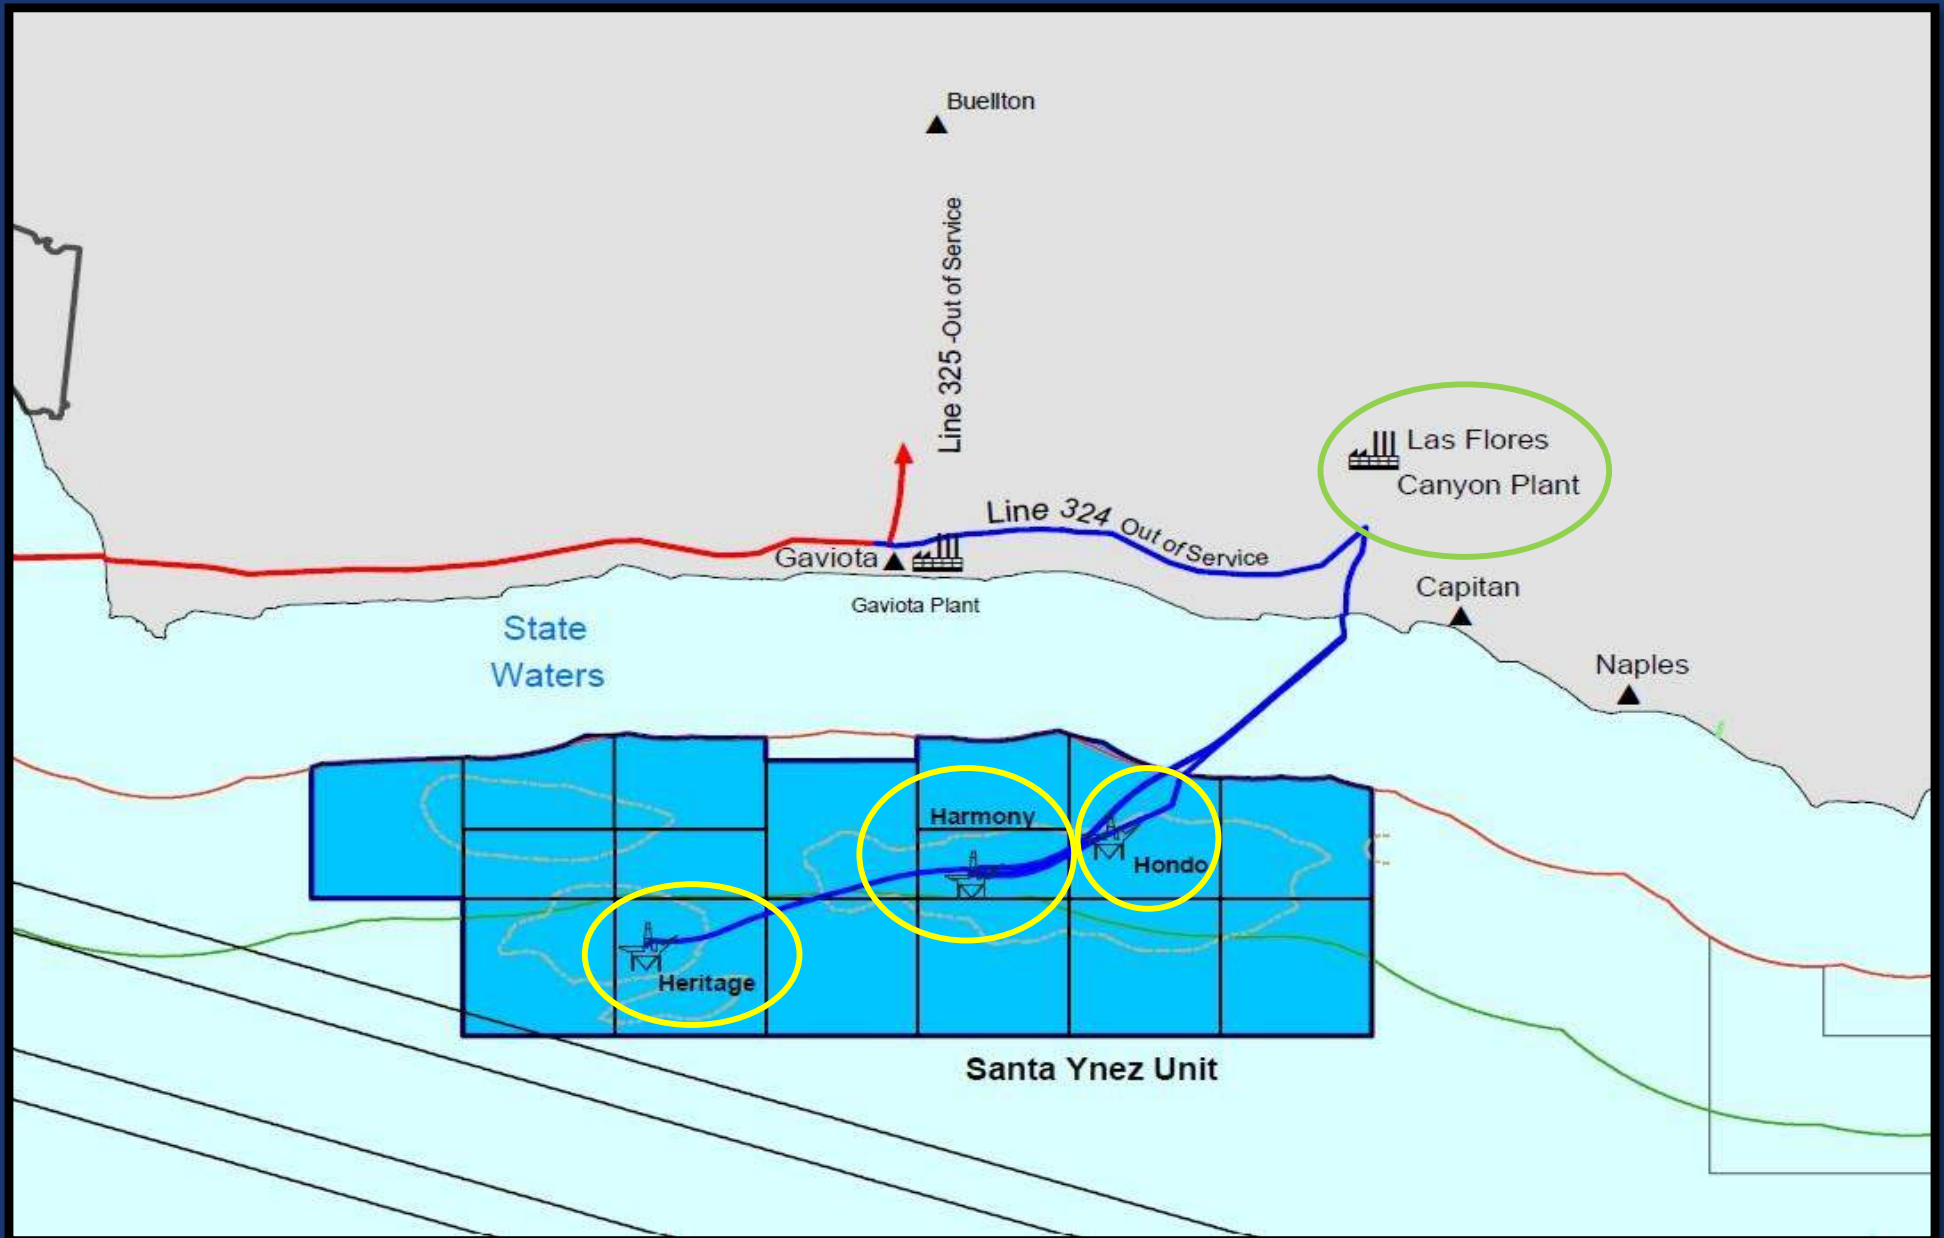 Buellton
Line 325 -Out of Service
Las Flores
Canyon Plant
Line 324 Out of Service
Gaviota
Capitan
Gaviota Plant
State
Waters
Naples
Harmony
Hondo
Heritage
Santa Ynez Unit